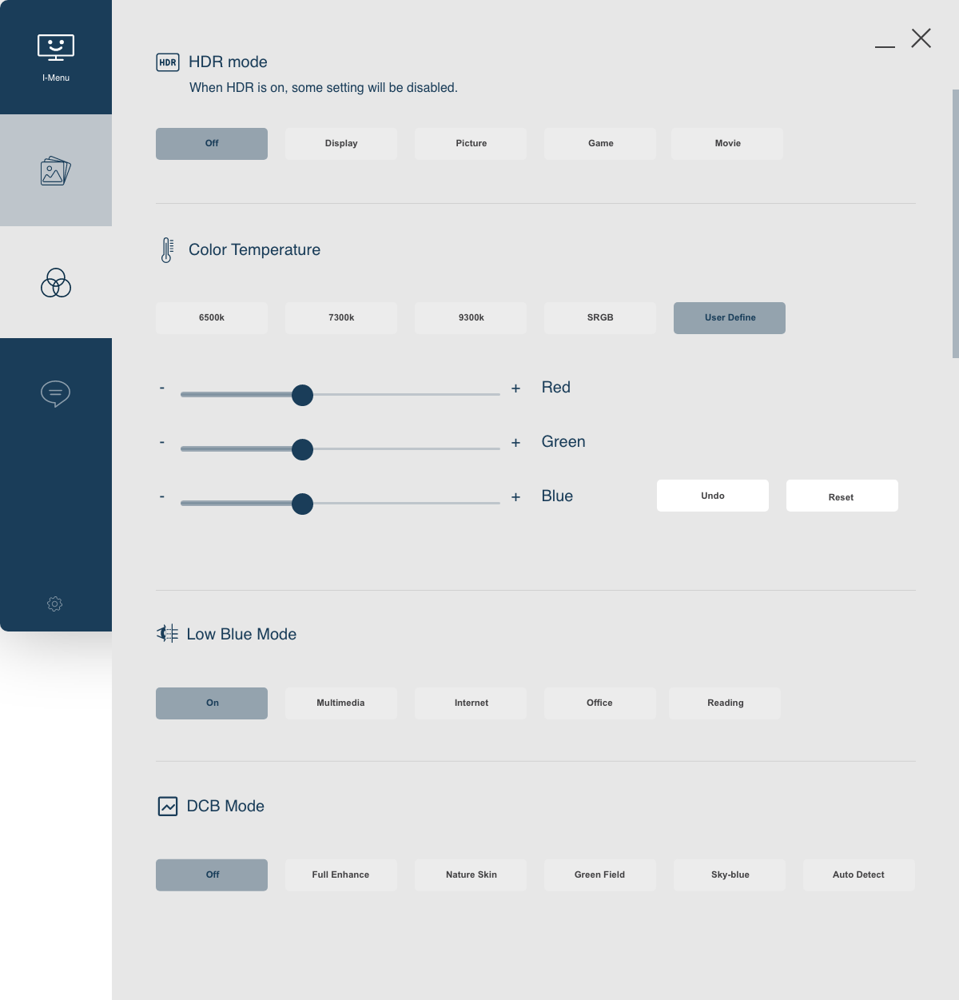 I-Menu
HDR HDR mode
When HDR is on, some setting will be disabled.
Off Display Picture Game Movie
Color Temperature
6500k 7300k 9300k SRGB User Define
- + Red
- + Green
- + Blue Undo Reset
Low Blue Mode
On Multimedia Internet Office Reading
DCB Mode
Off Full Enhance Nature Skin Green Field Sky-blue Auto Detect